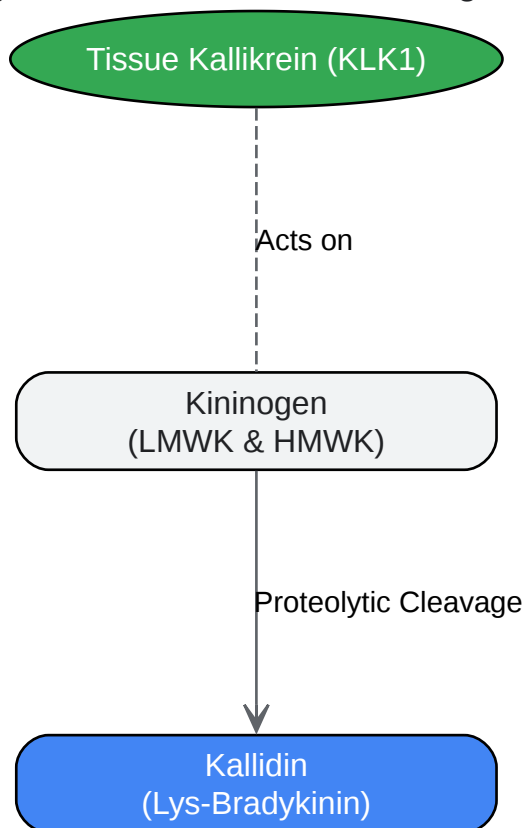 Tissue Kallikrein (KLK1)
Acts on
Kininogen
(LMWK & HMWK)
Proteolytic Cleavage
Kallidin
(Lys-Bradykinin)